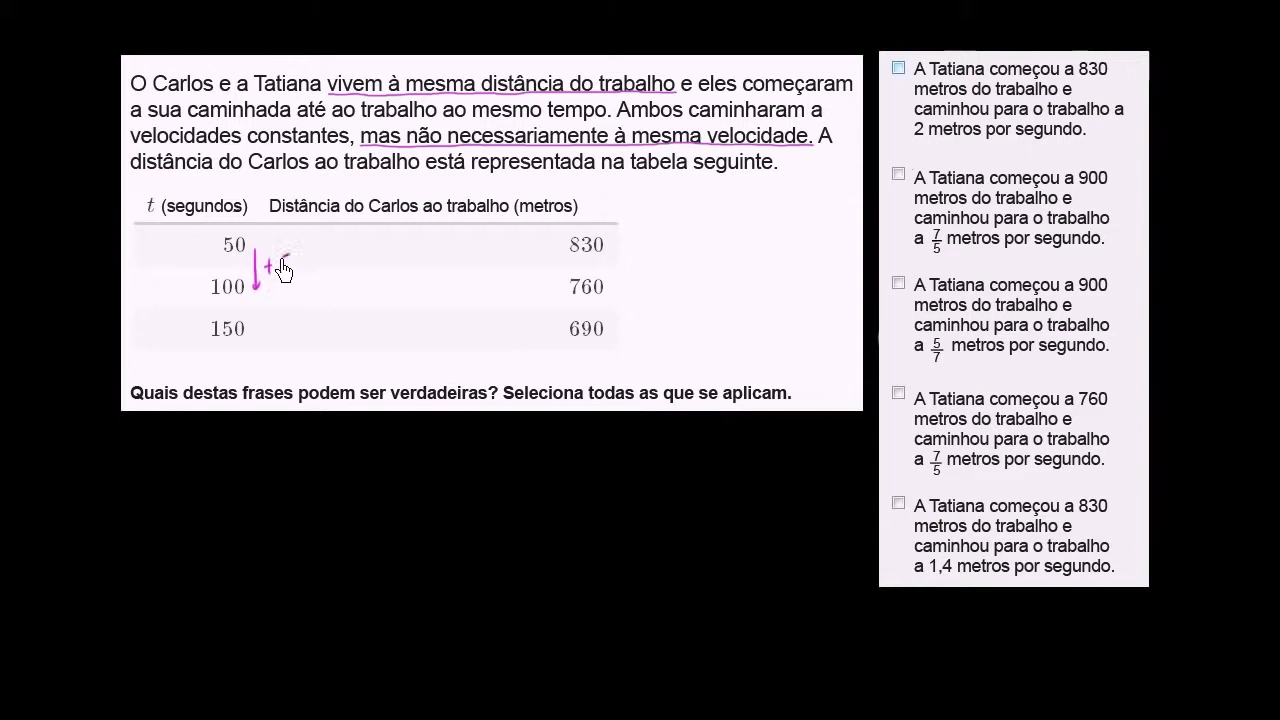 O Carlos e a Tatiana vivem à mesma distância do trabalho e eles começaram
a sua caminhada até ao trabalho ao mesmo tempo. Ambos caminharam a
velocidades constantes, mas não necessariamente à mesma velocidade. A
distância do Carlos ao trabalho está representada na tabela seguinte.
t (segundos) Distância do Carlos ao trabalho (metros)
50 830
100 760
150 690
+
Quais destas frases podem ser verdadeiras? Seleciona todas as que se aplicam.
A Tatiana começou a 830
metros do trabalho e
caminhou para o trabalho a
2 metros por segundo.
A Tatiana começou a 900
metros do trabalho e
caminhou para o trabalho
a 7/5 metros por segundo.
A Tatiana começou a 900
metros do trabalho e
caminhou para o trabalho
a 5/7 metros por segundo.
A Tatiana começou a 760
metros do trabalho e
caminhou para o trabalho
a 7/5 metros por segundo.
A Tatiana começou a 830
metros do trabalho e
caminhou para o trabalho
a 1,4 metros por segundo.